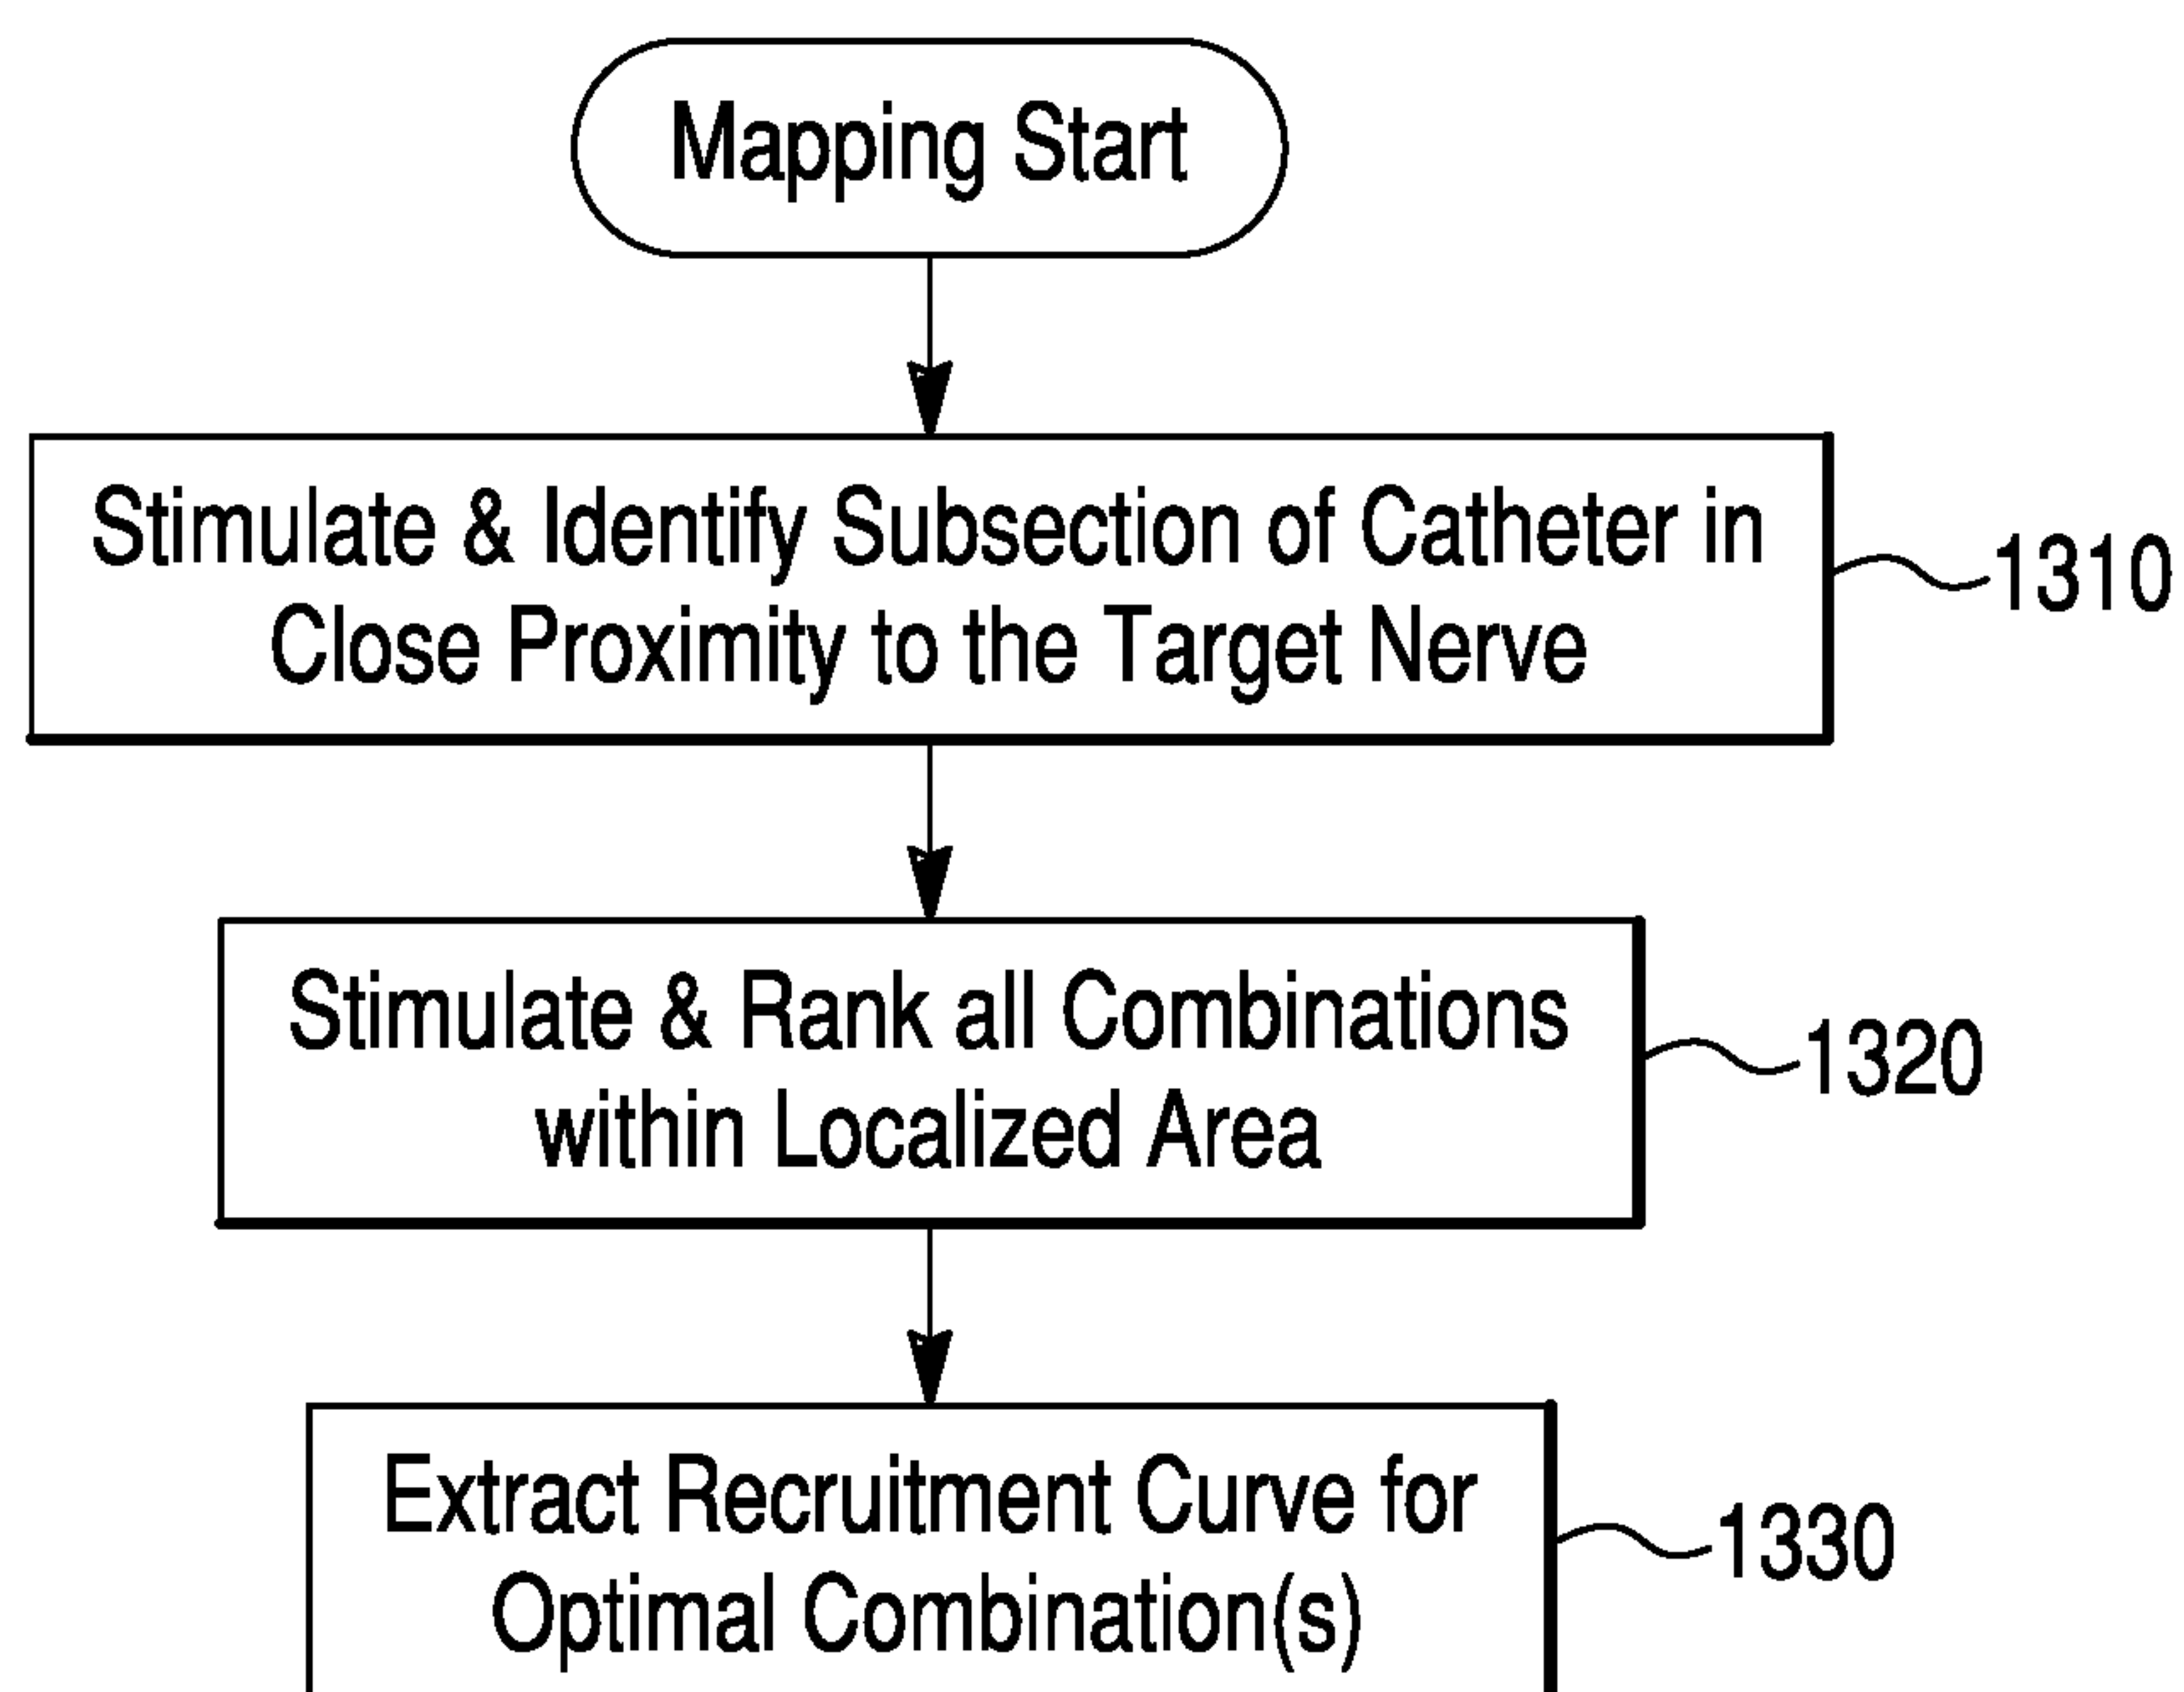 Mapping Start
Stimulate & Identify Subsection of Catheter in
Close Proximity to the Target Nerve
1310
Stimulate & Rank all Combinations
within Localized Area
1320
Extract Recruitment Curve for
Optimal Combination(s)
1330